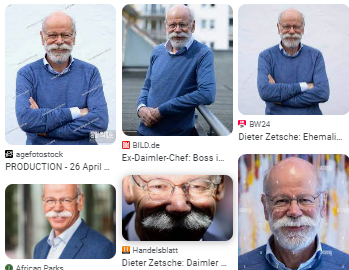 agefotostock
PRODUCTION - 26 April ...
BILD.de
Ex-Daimler-Chef: Boss i...
BW24
Dieter Zetsche: Ehemali...
African Parks
Handelsblatt
Dieter Zetsche: Daimler ...